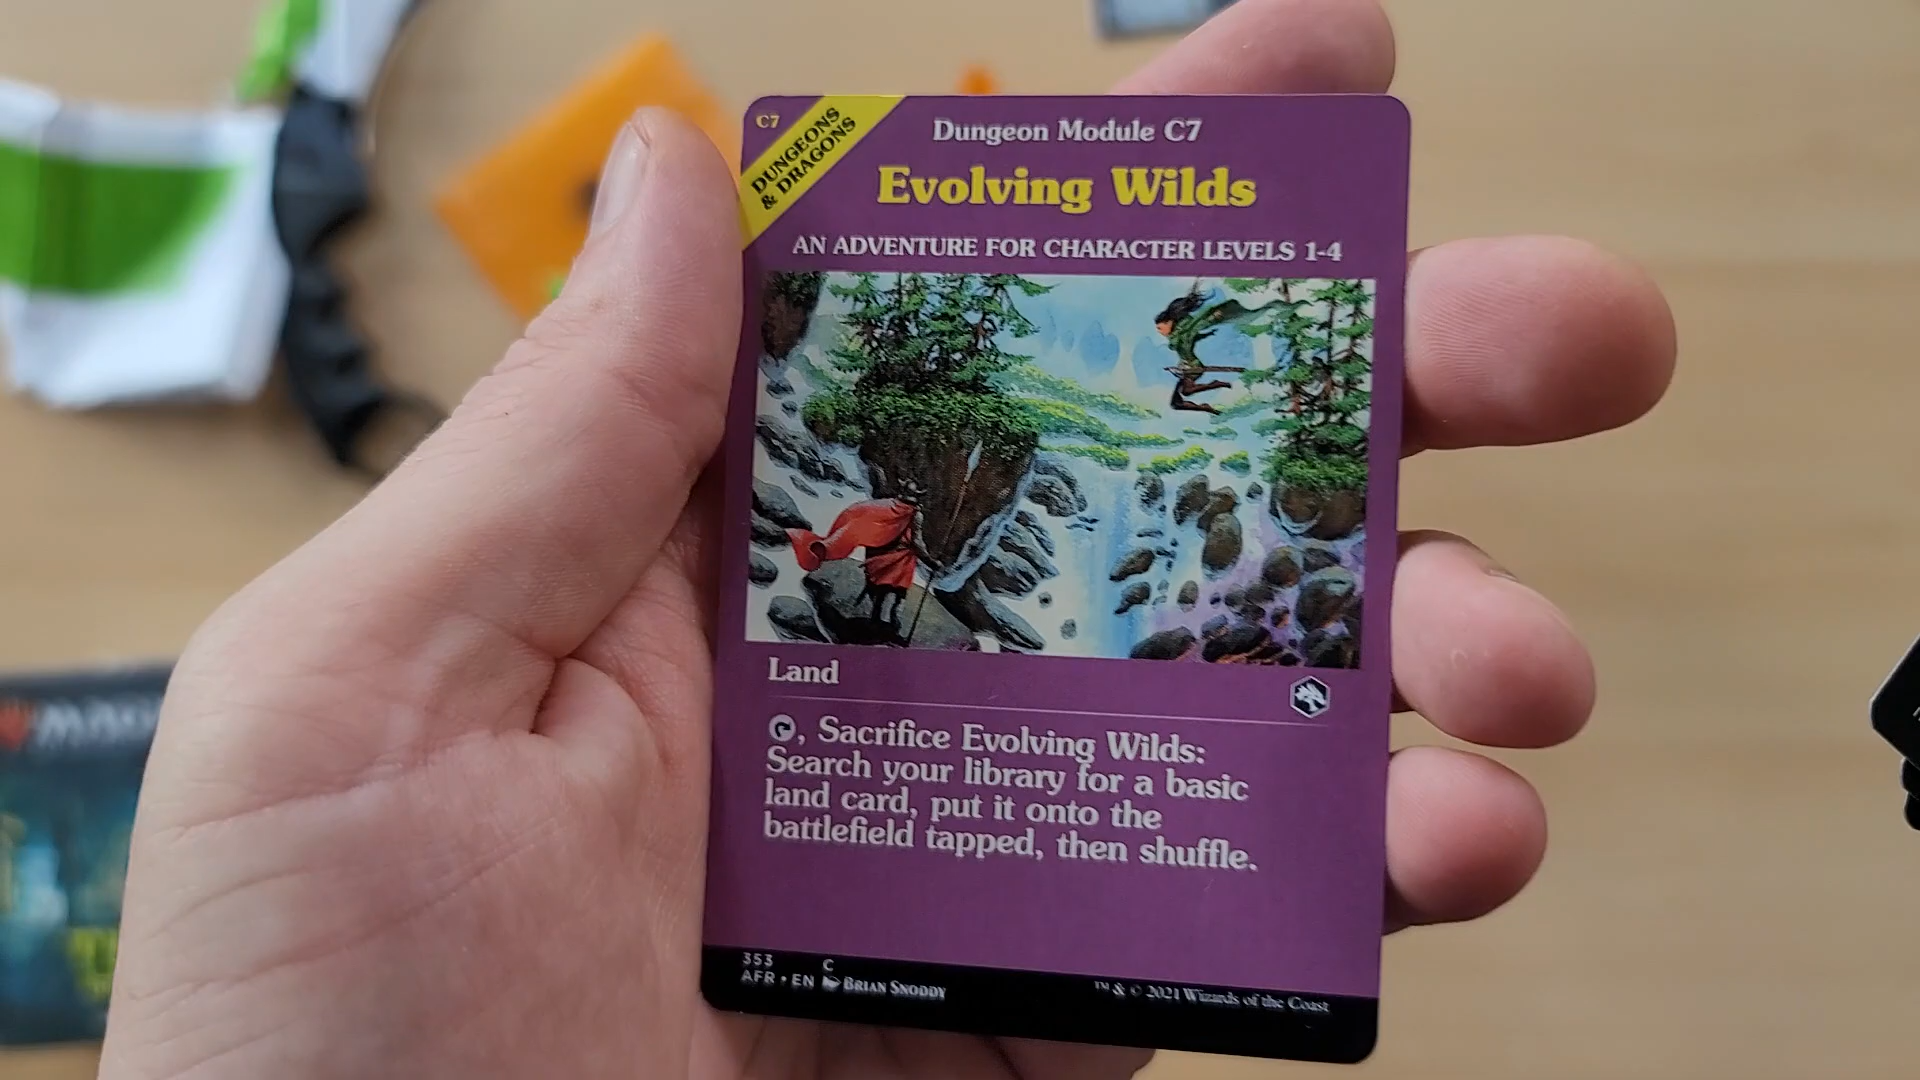 C7
DUNGEONS
& DRAGONS
Dungeon Module C7
Evolving Wilds
AN ADVENTURE FOR CHARACTER LEVELS 1-4
Land
, Sacrifice Evolving Wilds:
Search your library for a basic
land card, put it onto the
battlefield tapped, then shuffle.
353 C
AFR • EN BRIAN SNODDY
™ & © 2021 Wizards of the Coast